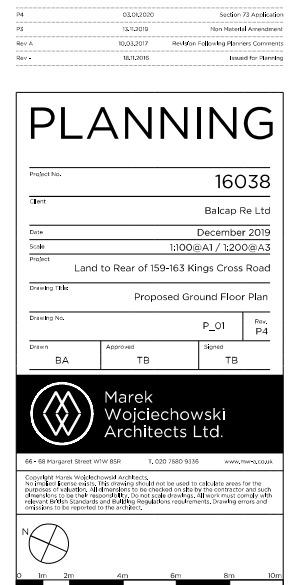 P4 03.01.2020 Section 73 Application
P3 13.11.2019 Non Material Amendment
Rev A 10.03.2017 Revision Following Planners Comments
Rev - 18.11.2016 Issued for Planning
PLANNING
Project No.
16038
Client
Balcap Re Ltd
Date December 2019
Scale 1:100@A1 / 1:200@A3
Project
Land to Rear of 159-163 Kings Cross Road
Drawing Title:
Proposed Ground Floor Plan
Drawing No. Rev.
P_01 P4
Drawn Approved Signed
BA TB TB
Marek
Wojciechowski
Architects Ltd.
66 - 68 Margaret Street W1W 8SR T. 020 7580 9336 www.mw-a.co.uk
Copyright Marek Wojciechowski Architects.
No implied license exists. This drawing should not be used to calculate areas for the
purposes of valuation. All dimensions to be checked on site by the contractor and such
dimensions to be their responsibility. Do not scale drawings. All work must comply with
relevant British Standards and Building Regulations requirements. Drawing errors and
omissions to be reported to the architect.
N
0 1m 2m 4m 6m 8m 10m